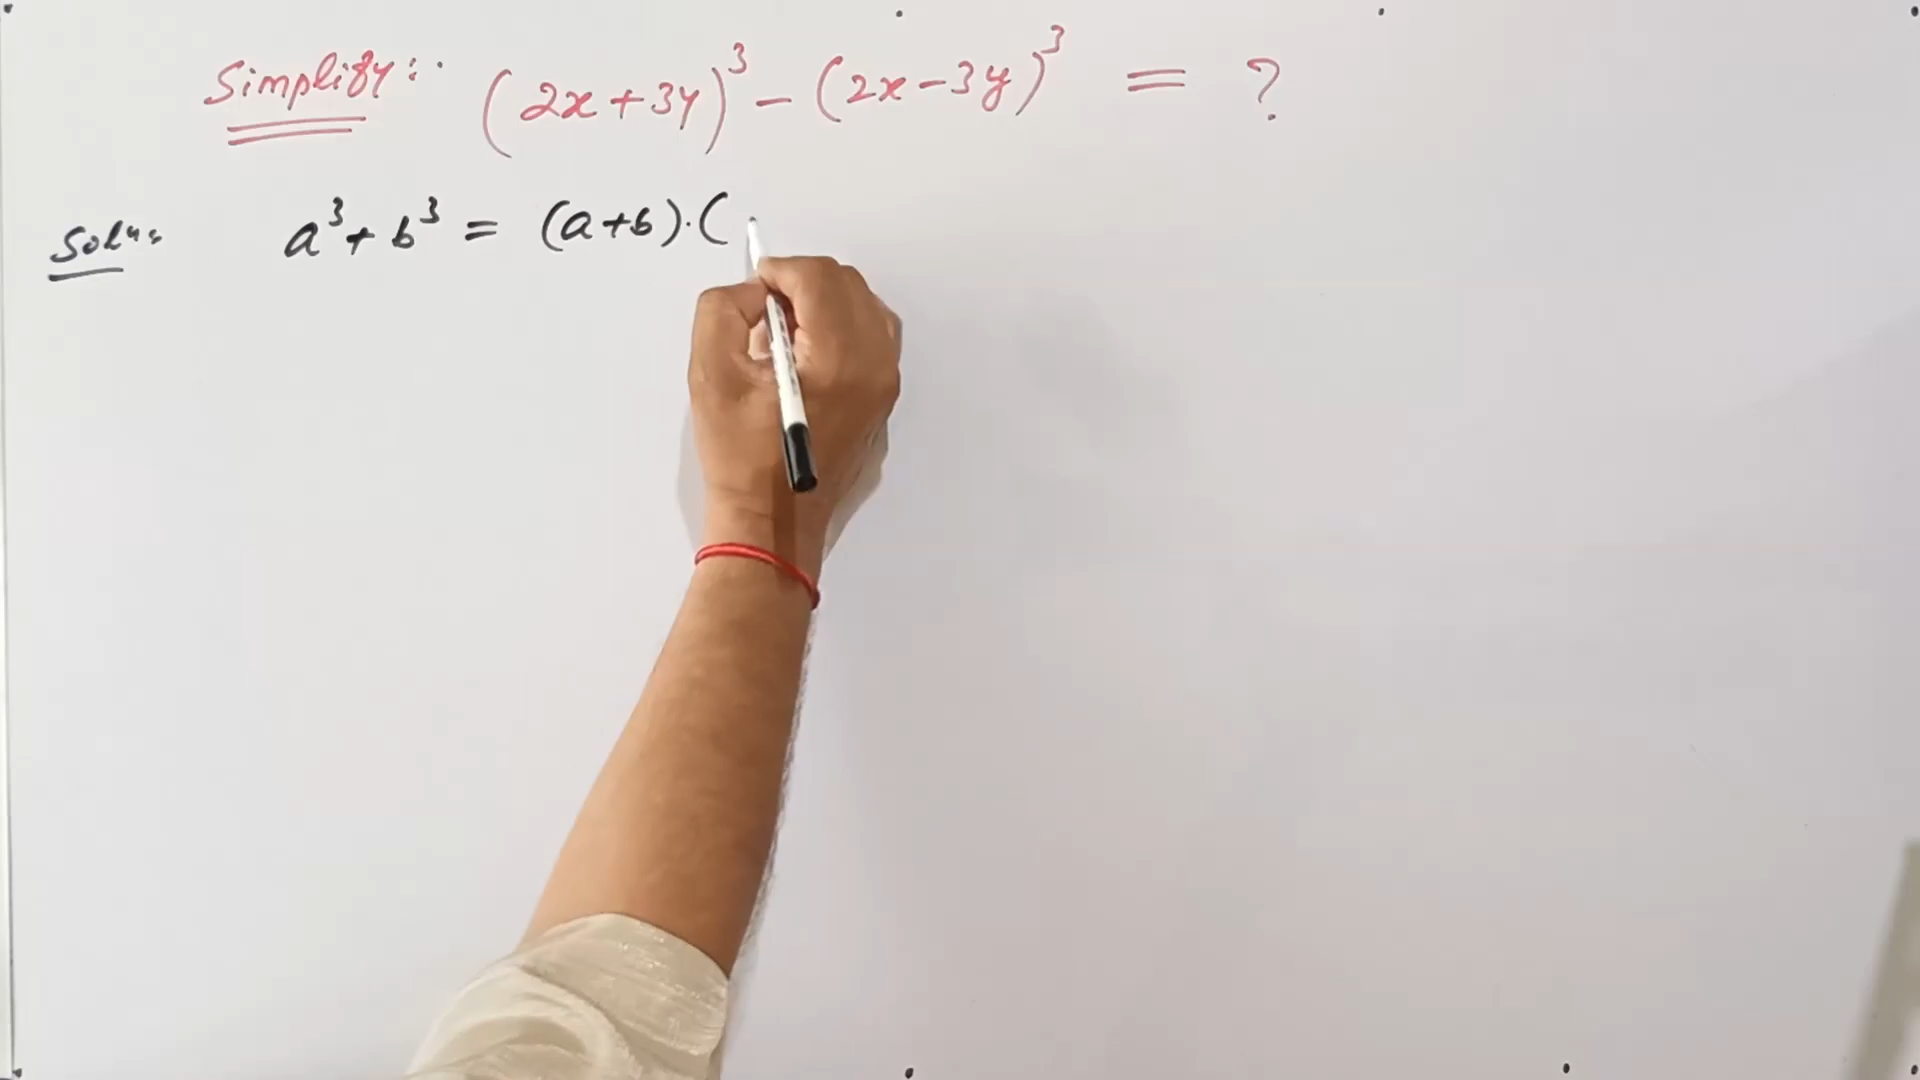 Simplify: (2x+3y)³ - (2x-3y)³ = ?
Soln: a³+b³ = (a+b).(